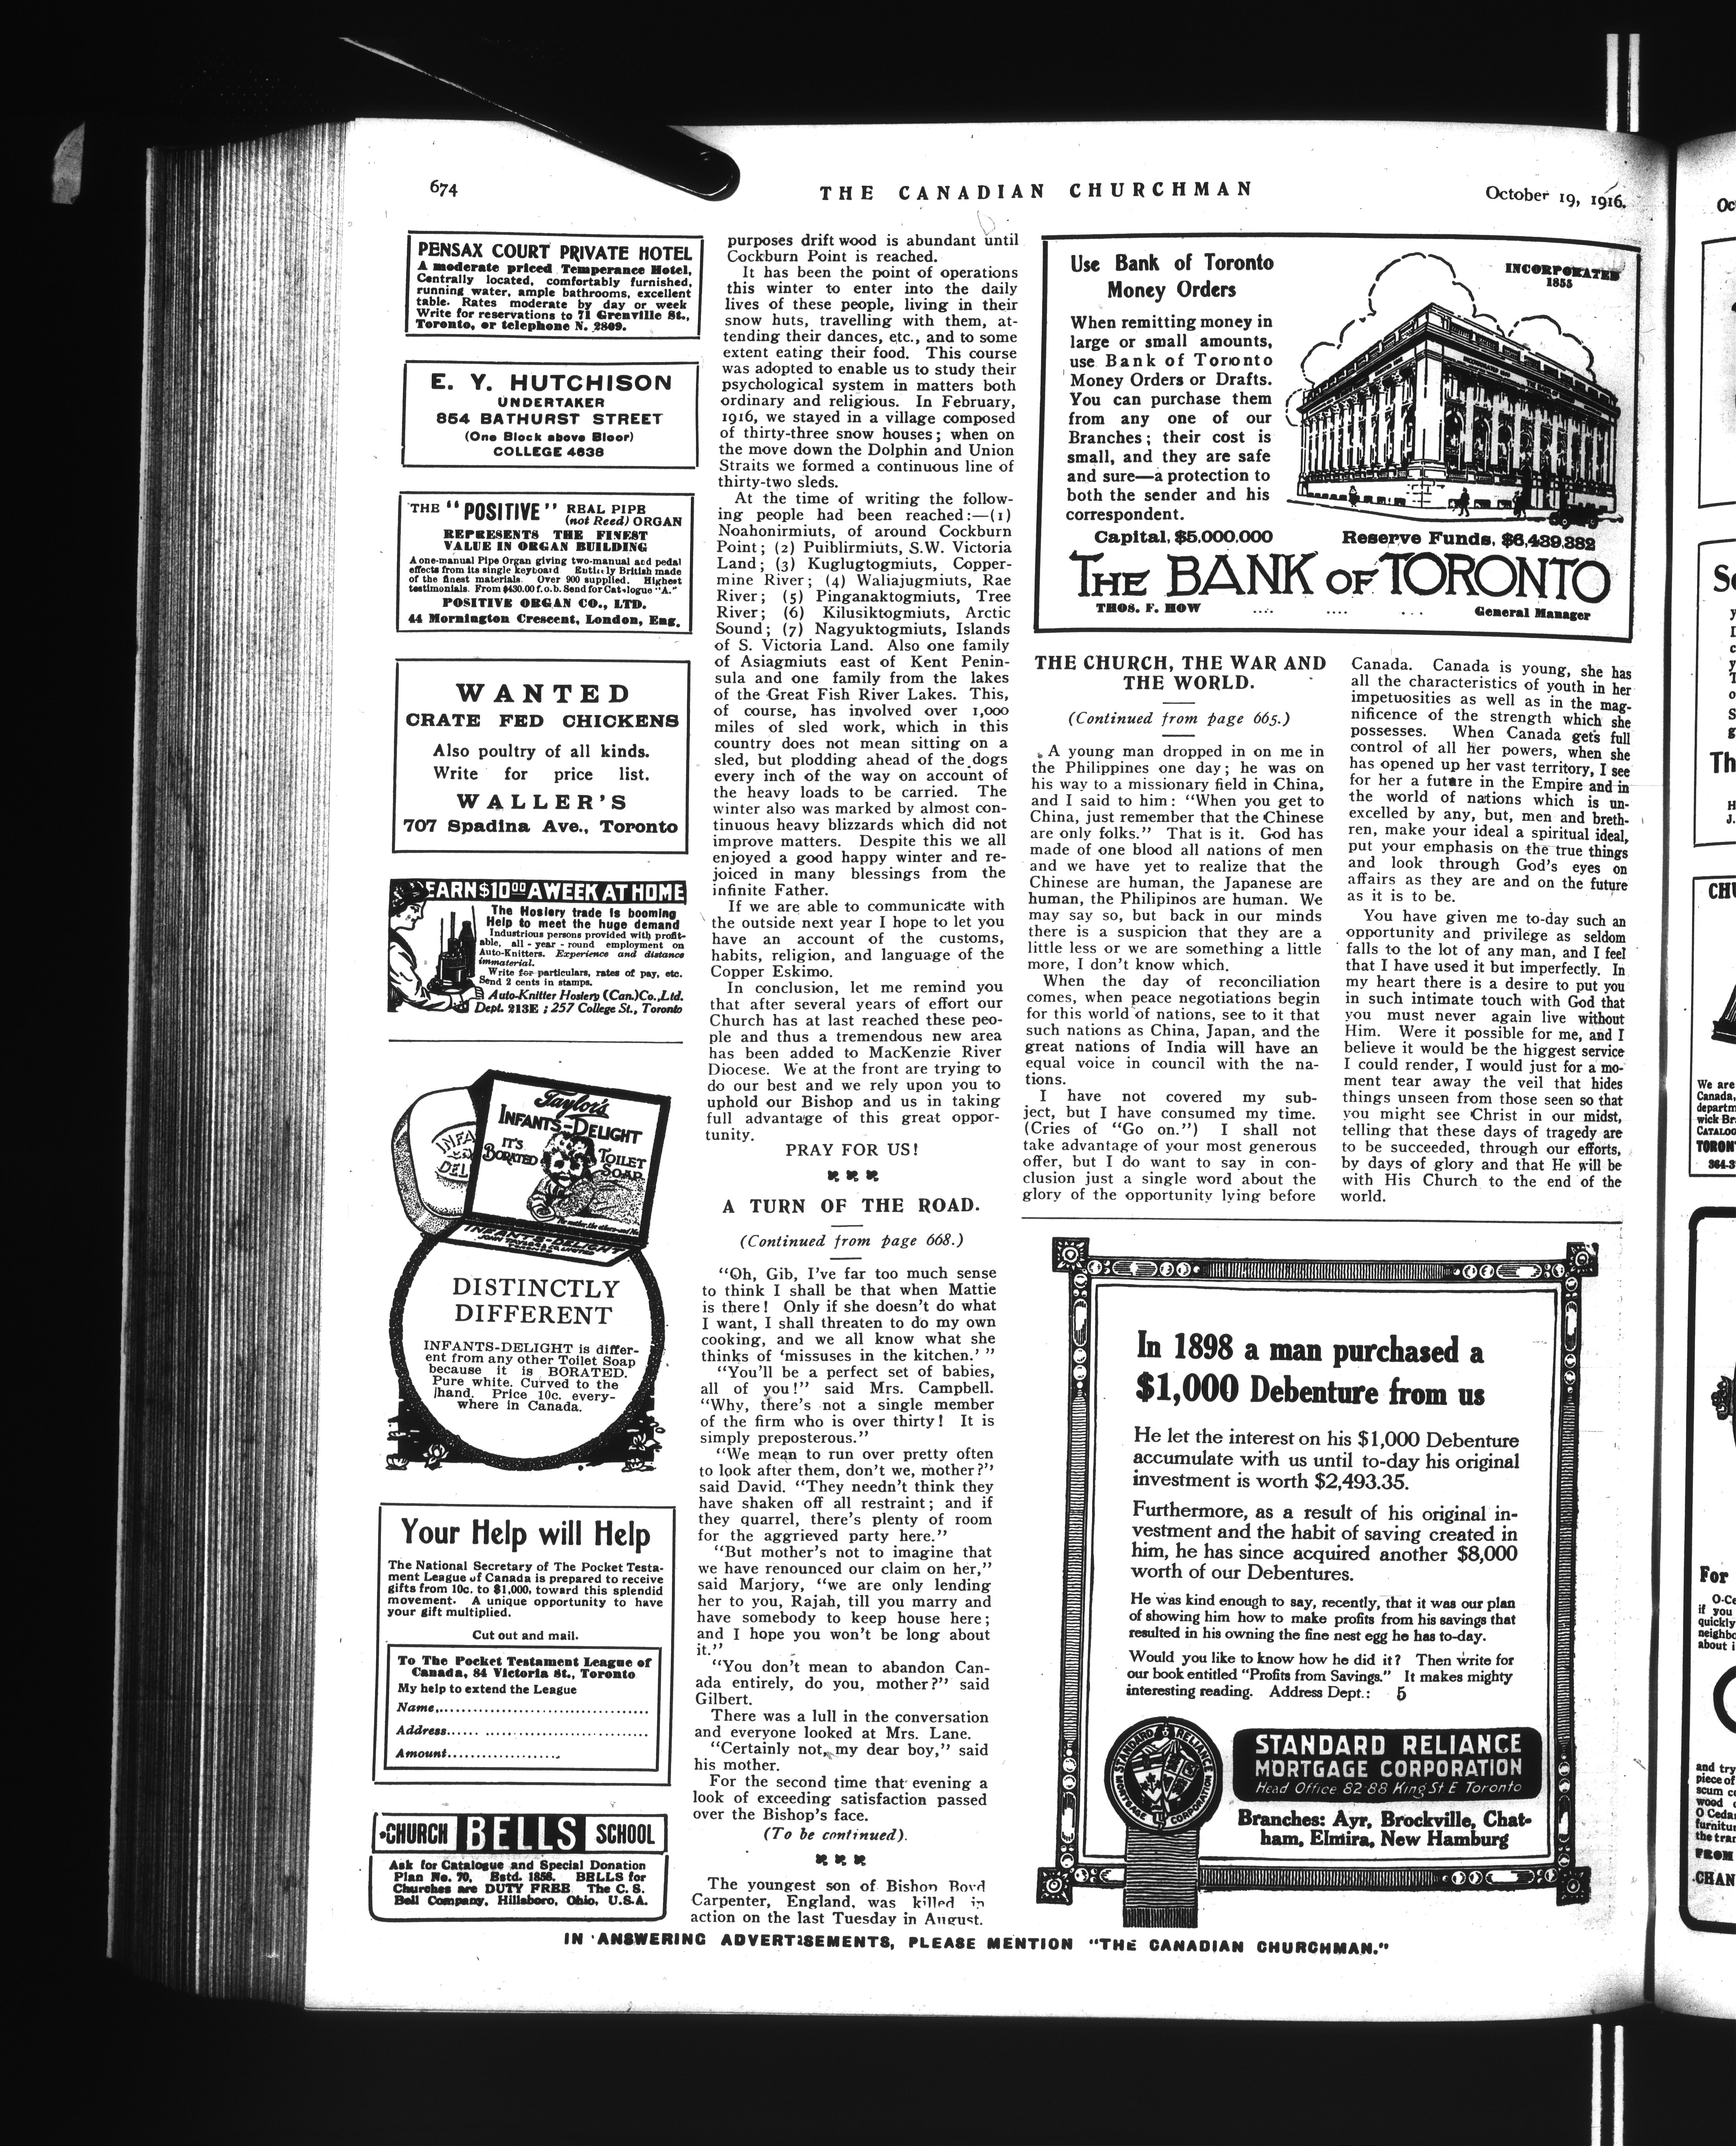 674
THE CANADIAN CHURCHMAN
October 19, 1916.
PENSAX COURT PRIVATE HOTEL
A moderate priced Temperance Hotel,
Centrally located, comfortably furnished,
running water, ample bathrooms, excellent
table. Rates moderate by day or week
Write for reservations to 71 Grenville St.,
Toronto, or telephone N. 2809.
E. Y. HUTCHISON
UNDERTAKER
854 BATHURST STREET
(One Block above Bloor)
COLLEGE 4638
THE "POSITIVE" REAL PIPE
(not Reed) ORGAN
REPRESENTS THE FINEST
VALUE IN ORGAN BUILDING
A one-manual Pipe Organ giving two-manual and pedal
effects from its single keyboard Entirely British made
of the finest materials. Over 900 supplied. Highest
testimonials. From $430.00 f.o.b. Send for Catalogue "A."
POSITIVE ORGAN CO., LTD.
44 Mornington Crescent, London, Eng.
WANTED
CRATE FED CHICKENS
Also poultry of all kinds.
Write for price list.
WALLER'S
707 Spadina Ave., Toronto
EARN $10.00 A WEEK AT HOME
The Hosiery trade is booming
Help to meet the huge demand
Industrious persons provided with profit-
able, all-year-round employment on
Auto-Knitters. Experience and distance
immaterial.
Write for particulars, rates of pay, etc.
Send 2 cents in stamps.
Auto-Knitter Hosiery (Can.) Co., Ltd.
Dept. 213E ; 257 College St., Toronto
Taylor's
INFANTS-DELIGHT
IT'S
BORATED
TOILET
SOAP
INFANTS-DELIGHT
JOHN TAYLOR & CO. LIMITED
DISTINCTLY
DIFFERENT
INFANTS-DELIGHT is differ-
ent from any other Toilet Soap
because it is BORATED.
Pure white. Curved to the
hand. Price 10c. every-
where in Canada.
Your Help will Help
The National Secretary of The Pocket Testa-
ment League of Canada is prepared to receive
gifts from 10c. to $1,000, toward this splendid
movement. A unique opportunity to have
your gift multiplied.
Cut out and mail.
To The Pocket Testament League of
Canada, 84 Victoria St., Toronto
My help to extend the League
Name
Address
Amount
CHURCH BELLS SCHOOL
Ask for Catalogue and Special Donation
Plan No. 70, Estd. 1858. BELLS for
Churches are DUTY FREE The C. S.
Bell Company, Hillsboro, Ohio, U.S.A.
purposes drift wood is abundant until
Cockburn Point is reached.
It has been the point of operations
this winter to enter into the daily
lives of these people, living in their
snow huts, travelling with them, at-
tending their dances, etc., and to some
extent eating their food. This course
was adopted to enable us to study their
psychological system in matters both
ordinary and religious. In February,
1916, we stayed in a village composed
of thirty-three snow houses; when on
the move down the Dolphin and Union
Straits we formed a continuous line of
thirty-two sleds.
At the time of writing the follow-
ing people had been reached:—(1)
Noahonirmiuts, of around Cockburn
Point; (2) Puiblirmiuts, S.W. Victoria
Land; (3) Kuglugtogmiuts, Copper-
mine River; (4) Waliajugmiuts, Rae
River; (5) Pinganaktogmiuts, Tree
River; (6) Kilusiktogmiuts, Arctic
Sound; (7) Nagyuktogmiuts, Islands
of S. Victoria Land. Also one family
of Asiagmiuts east of Kent Penin-
sula and one family from the lakes
of the Great Fish River Lakes. This,
of course, has involved over 1,000
miles of sled work, which in this
country does not mean sitting on a
sled, but plodding ahead of the dogs
every inch of the way on account of
the heavy loads to be carried. The
winter also was marked by almost con-
tinuous heavy blizzards which did not
improve matters. Despite this we all
enjoyed a good happy winter and re-
joiced in many blessings from the
infinite Father.
If we are able to communicate with
the outside next year I hope to let you
have an account of the customs,
habits, religion, and language of the
Copper Eskimo.
In conclusion, let me remind you
that after several years of effort our
Church has at last reached these peo-
ple and thus a tremendous new area
has been added to MacKenzie River
Diocese. We at the front are trying to
do our best and we rely upon you to
uphold our Bishop and us in taking
full advantage of this great oppor-
tunity.
PRAY FOR US!
A TURN OF THE ROAD.
(Continued from page 668.)
"Oh, Gib, I've far too much sense
to think I shall be that when Mattie
is there! Only if she doesn't do what
I want, I shall threaten to do my own
cooking, and we all know what she
thinks of 'missuses in the kitchen.' "
"You'll be a perfect set of babies,
all of you!" said Mrs. Campbell.
"Why, there's not a single member
of the firm who is over thirty! It is
simply preposterous."
"We mean to run over pretty often
to look after them, don't we, mother?"
said David. "They needn't think they
have shaken off all restraint; and if
they quarrel, there's plenty of room
for the aggrieved party here."
"But mother's not to imagine that
we have renounced our claim on her,"
said Marjory, "we are only lending
her to you, Rajah, till you marry and
have somebody to keep house here;
and I hope you won't be long about
it."
"You don't mean to abandon Can-
ada entirely, do you, mother?" said
Gilbert.
There was a lull in the conversation
and everyone looked at Mrs. Lane.
"Certainly not, my dear boy," said
his mother.
For the second time that evening a
look of exceeding satisfaction passed
over the Bishop's face.
(To be continued).
The youngest son of Bishop Boyd
Carpenter, England, was killed in
action on the last Tuesday in August.
Use Bank of Toronto
Money Orders
INCORPORATED
1855
When remitting money in
large or small amounts,
use Bank of Toronto
Money Orders or Drafts.
You can purchase them
from any one of our
Branches; their cost is
small, and they are safe
and sure—a protection to
both the sender and his
correspondent.
Capital, $5,000,000
Reserve Funds, $6,439,382
THE BANK OF TORONTO
THOS. F. HOW .... .... ... General Manager
THE CHURCH, THE WAR AND
THE WORLD.
(Continued from page 665.)
A young man dropped in on me in
the Philippines one day; he was on
his way to a missionary field in China,
and I said to him: "When you get to
China, just remember that the Chinese
are only folks." That is it. God has
made of one blood all nations of men
and we have yet to realize that the
Chinese are human, the Japanese are
human, the Philipinos are human. We
may say so, but back in our minds
there is a suspicion that they are a
little less or we are something a little
more, I don't know which.
When the day of reconciliation
comes, when peace negotiations begin
for this world of nations, see to it that
such nations as China, Japan, and the
great nations of India will have an
equal voice in council with the na-
tions.
I have not covered my sub-
ject, but I have consumed my time.
(Cries of "Go on.") I shall not
take advantage of your most generous
offer, but I do want to say in con-
clusion just a single word about the
glory of the opportunity lying before
Canada. Canada is young, she has
all the characteristics of youth in her
impetuosities as well as in the mag-
nificence of the strength which she
possesses. When Canada gets full
control of all her powers, when she
has opened up her vast territory, I see
for her a future in the Empire and in
the world of nations which is un-
excelled by any, but, men and breth-
ren, make your ideal a spiritual ideal,
put your emphasis on the true things
and look through God's eyes on
affairs as they are and on the future
as it is to be.
You have given me to-day such an
opportunity and privilege as seldom
falls to the lot of any man, and I feel
that I have used it but imperfectly. In
my heart there is a desire to put you
in such intimate touch with God that
you must never again live without
Him. Were it possible for me, and I
believe it would be the biggest service
I could render, I would just for a mo-
ment tear away the veil that hides
things unseen from those seen so that
you might see Christ in our midst,
telling that these days of tragedy are
to be succeeded, through our efforts,
by days of glory and that He will be
with His Church to the end of the
world.
In 1898 a man purchased a
$1,000 Debenture from us
He let the interest on his $1,000 Debenture
accumulate with us until to-day his original
investment is worth $2,493.35.
Furthermore, as a result of his original in-
vestment and the habit of saving created in
him, he has since acquired another $8,000
worth of our Debentures.
He was kind enough to say, recently, that it was our plan
of showing him how to make profits from his savings that
resulted in his owning the fine nest egg he has to-day.
Would you like to know how he did it? Then write for
our book entitled "Profits from Savings." It makes mighty
interesting reading. Address Dept.: 5
STANDARD RELIANCE
MORTGAGE CORPORATION
Head Office 82-88 King St E Toronto
Branches: Ayr, Brockville, Chat-
ham, Elmira, New Hamburg
STANDARD RELIANCE MORTGAGE CORPORATION
IN ANSWERING ADVERTISEMENTS, PLEASE MENTION "THE CANADIAN CHURCHMAN."